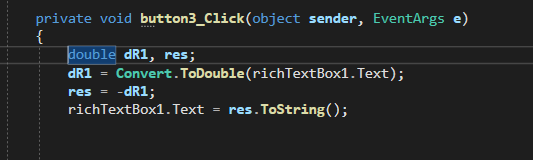 private void button3_Click(object sender, EventArgs e)
{
double dR1, res;
dR1 = Convert.ToDouble(richTextBox1.Text);
res = -dR1;
richTextBox1.Text = res.ToString();